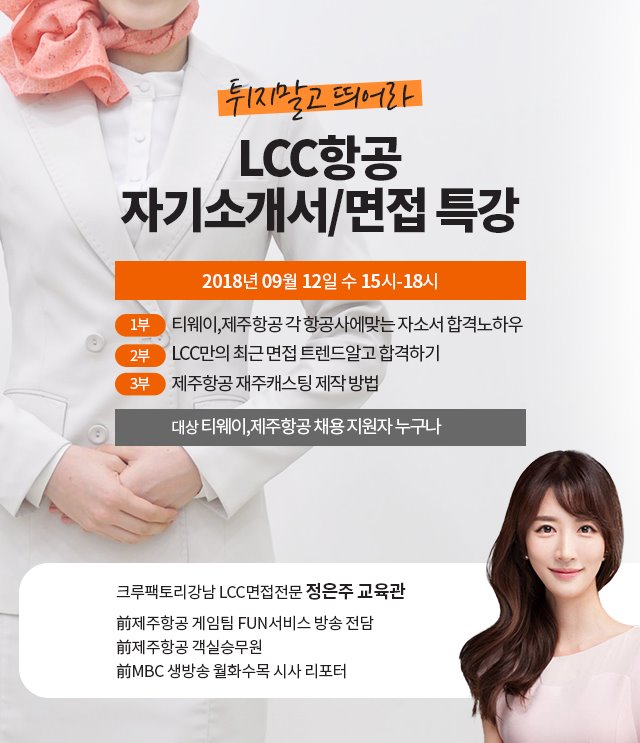 튀지말고 띄어라
LCC항공
자기소개서/면접 특강
2018년 09월 12일 수 15시-18시
1부 티웨이,제주항공 각 항공사에맞는 자소서 합격노하우
2부 LCC만의 최근 면접 트렌드알고 합격하기
3부 제주항공 재주캐스팅 제작 방법
대상 티웨이,제주항공 채용 지원자 누구나
크루팩토리강남 LCC면접전문 정은주 교육관
前제주항공 게임팀 FUN서비스 방송 전담
前제주항공 객실승무원
前MBC 생방송 월화수목 시사 리포터